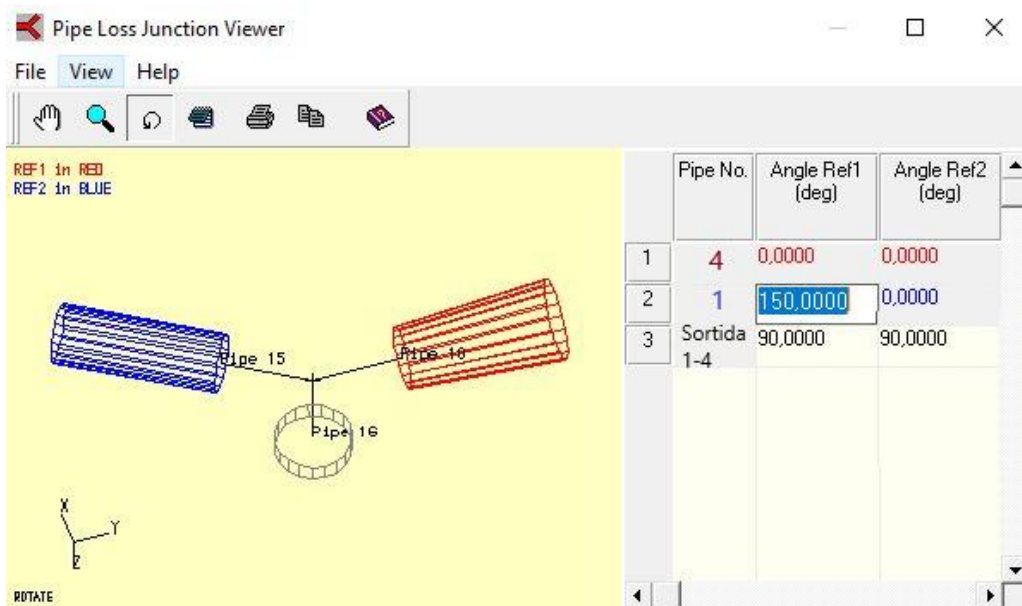 Pipe Loss Junction Viewer
File View Help
REF1 in RED
REF2 in BLUE
Pipe No. Angle Ref1 (deg) Angle Ref2 (deg)
1 4 0,0000 0,0000
2 1 150,0000 0,0000
3 Sortida 1-4 90,0000 90,0000
Pipe 15
Pipe 16
X
Y
Z
ROTATE